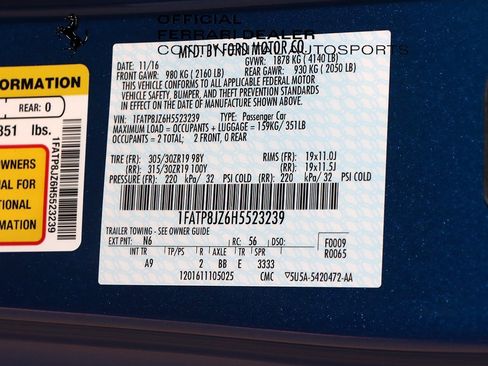 OFFICIAL
FERRARI DEALER
CONTINENTAL AUTOSPORTS
MFD. BY FORD MOTOR CO.
DATE: 11/16 GVWR: 1878 KG ( 4140 LB)
FRONT GAWR: 980 KG ( 2160 LB) REAR GAWR: 930 KG ( 2050 LB)
THIS VEHICLE CONFORMS TO ALL APPLICABLE FEDERAL MOTOR
VEHICLE SAFETY, BUMPER, AND THEFT PREVENTION STANDARDS
IN EFFECT ON THE DATE OF MANUFACTURE SHOWN ABOVE.
VIN: 1FATP8JZ6H5523239 TYPE: Passenger Car
MAXIMUM LOAD = OCCUPANTS + LUGGAGE = 159KG/ 351LB
OCCUPANTS = 2 TOTAL; 2 FRONT, 0 REAR
TIRE (FR): 305/30ZR19 98Y RIMS (FR): 19x11.0J
(RR): 315/30ZR19 100Y (RR): 19x11.5J
PRESSURE (FR): 220 kPA/ 32 PSI COLD (RR): 220 kPA/ 32 PSI COLD
1FATP8JZ6H5523239
TRAILER TOWING - SEE OWNER GUIDE
EXT PNT: N6 RC: 56 DSO: F0009
INT TR TP/PS R AXLE TR SPR R0065
A9 2 BB E 3333
1201611105025 CMC 5U5A-5420472-AA
FORMATION
REAR: 0
351 lbs.
OWNERS
UAL FOR
TIONAL
RMATION
1FATP8JZ6H5523239